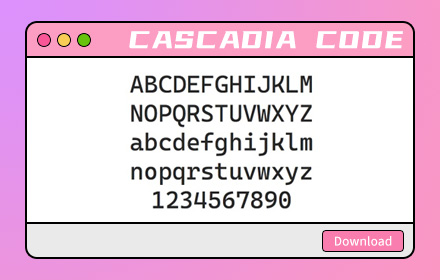 CASCADIA CODE
ABCDEFGHIJKLM
NOPQRSTUVWXYZ
abcdefghijklm
nopqrstuvwxyz
1234567890
Download